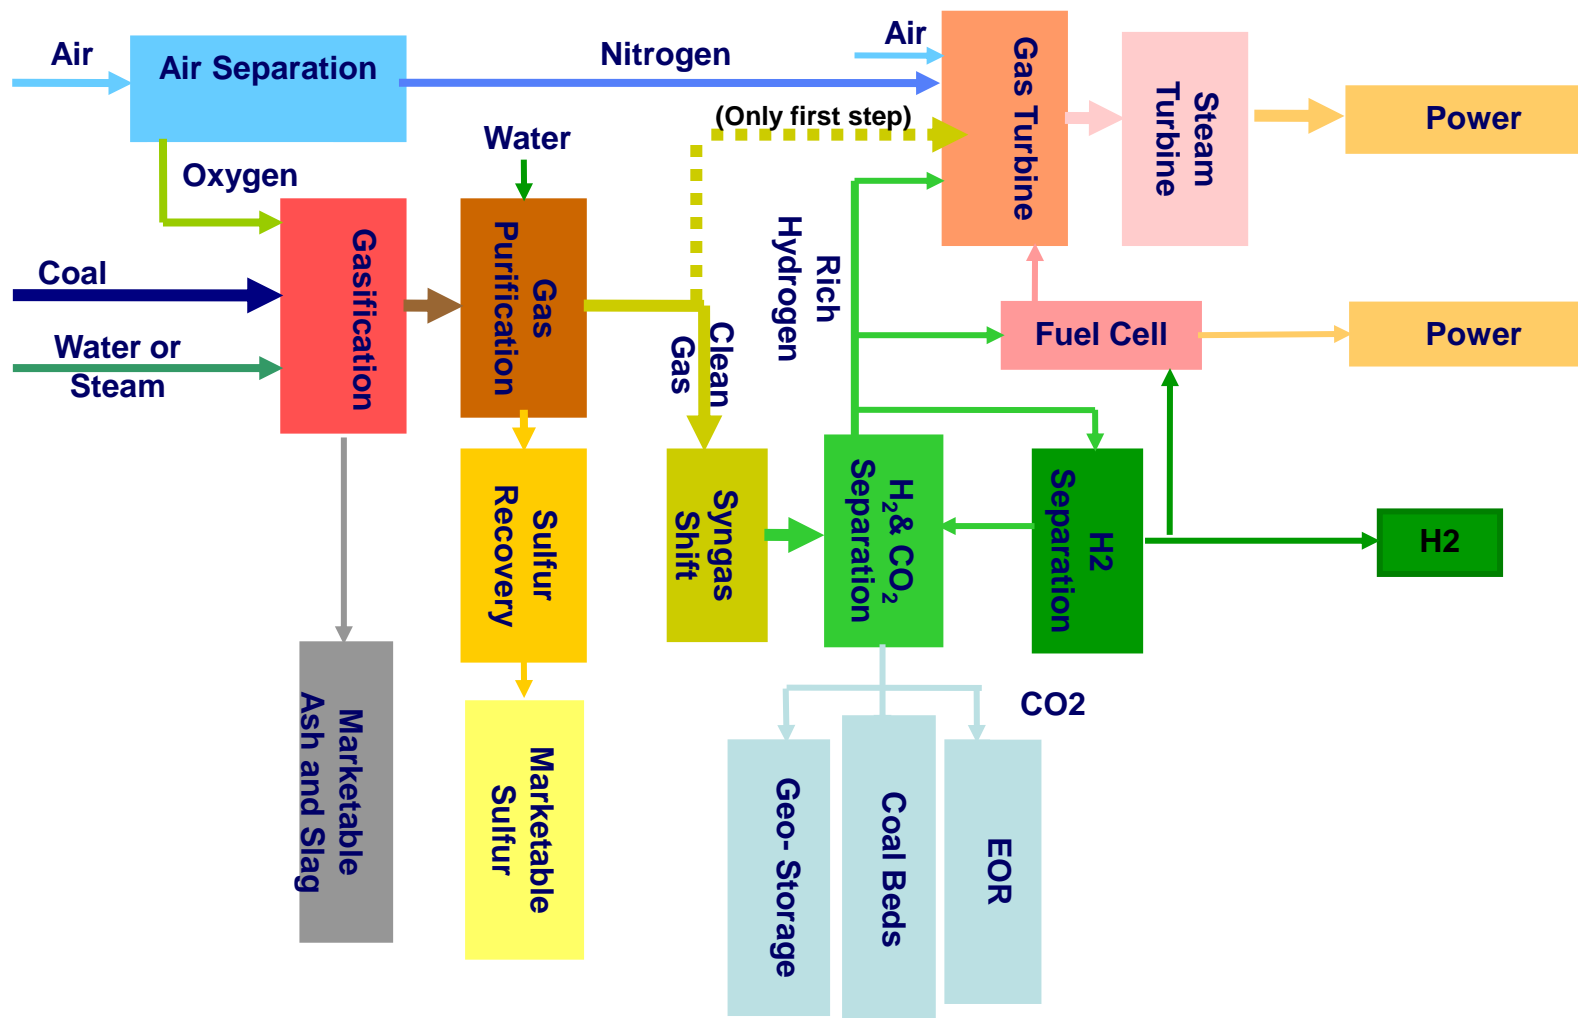 Air
Air Separation
Nitrogen
Air
Gas Turbine
Steam
Turbine
Power
(Only first step)
Water
Oxygen
Coal
Water or
Steam
Gasification
Gas
Purification
Clean
Gas
Rich
Hydrogen
Fuel Cell
Power
Sulfur
Recovery
Syngas
Shift
H₂& CO₂
Separation
H2
Separation
H2
CO2
Marketable
Ash and Slag
Marketable
Sulfur
Geo- Storage
Coal Beds
EOR